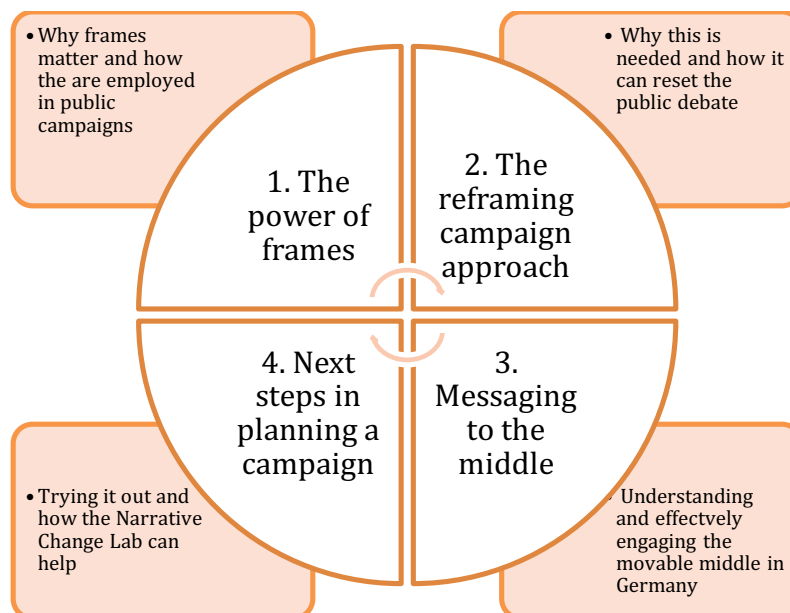 • Why frames
matter and how
the are employed
in public
campaigns
1. The
power of
frames
• Why this is
needed and how it
can reset the
public debate
2. The
reframing
campaign
approach
3.
Messaging
to the
middle
• Understanding
and effectvely
engaging the
movable middle in
Germany
4. Next
steps in
planning a
campaign
• Trying it out and
how the Narrative
Change Lab can
help